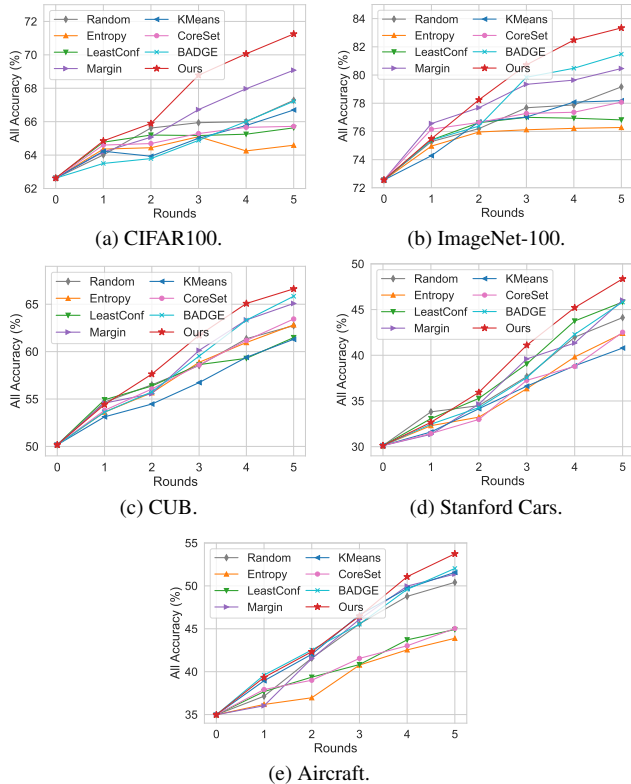 72
70
68
66
64
62
All Accuracy (%)
Random
Entropy
LeastConf
Margin
KMeans
CoreSet
BADGE
Ours
0 1 2 3 4 5
Rounds
(a) CIFAR100.
84
82
80
78
76
74
72
All Accuracy (%)
Random
Entropy
LeastConf
Margin
KMeans
CoreSet
BADGE
Ours
0 1 2 3 4 5
Rounds
(b) ImageNet-100.
65
60
55
50
All Accuracy (%)
Random
Entropy
LeastConf
Margin
KMeans
CoreSet
BADGE
Ours
0 1 2 3 4 5
Rounds
(c) CUB.
50
45
40
35
30
All Accuracy (%)
Random
Entropy
LeastConf
Margin
KMeans
CoreSet
BADGE
Ours
0 1 2 3 4 5
Rounds
(d) Stanford Cars.
55
50
45
40
35
All Accuracy (%)
Random
Entropy
LeastConf
Margin
KMeans
CoreSet
BADGE
Ours
0 1 2 3 4 5
Rounds
(e) Aircraft.